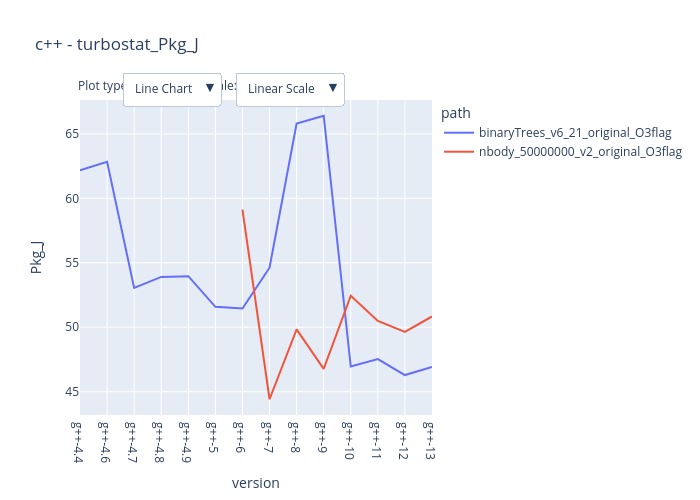 c++ - turbostat_Pkg_J
Plot type Line Chart ▼ ale: Linear Scale ▼
path
binaryTrees_v6_21_original_O3flag
nbody_50000000_v2_original_O3flag
65
60
55
50
45
Pkg_J
g++-4.4
g++-4.6
g++-4.7
g++-4.8
g++-4.9
g++-5
g++-6
g++-7
g++-8
g++-9
g++-10
g++-11
g++-12
g++-13
version